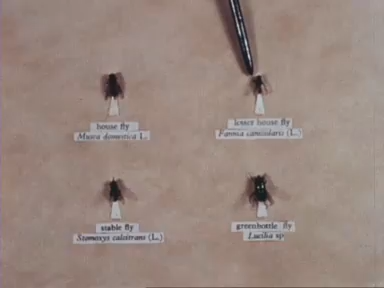 house fly
Musca domestica L.
lesser house fly
Fannia canicularis (L.)
stable fly
Stomoxys calcitrans (L.)
greenbottle fly
Lucilia sp